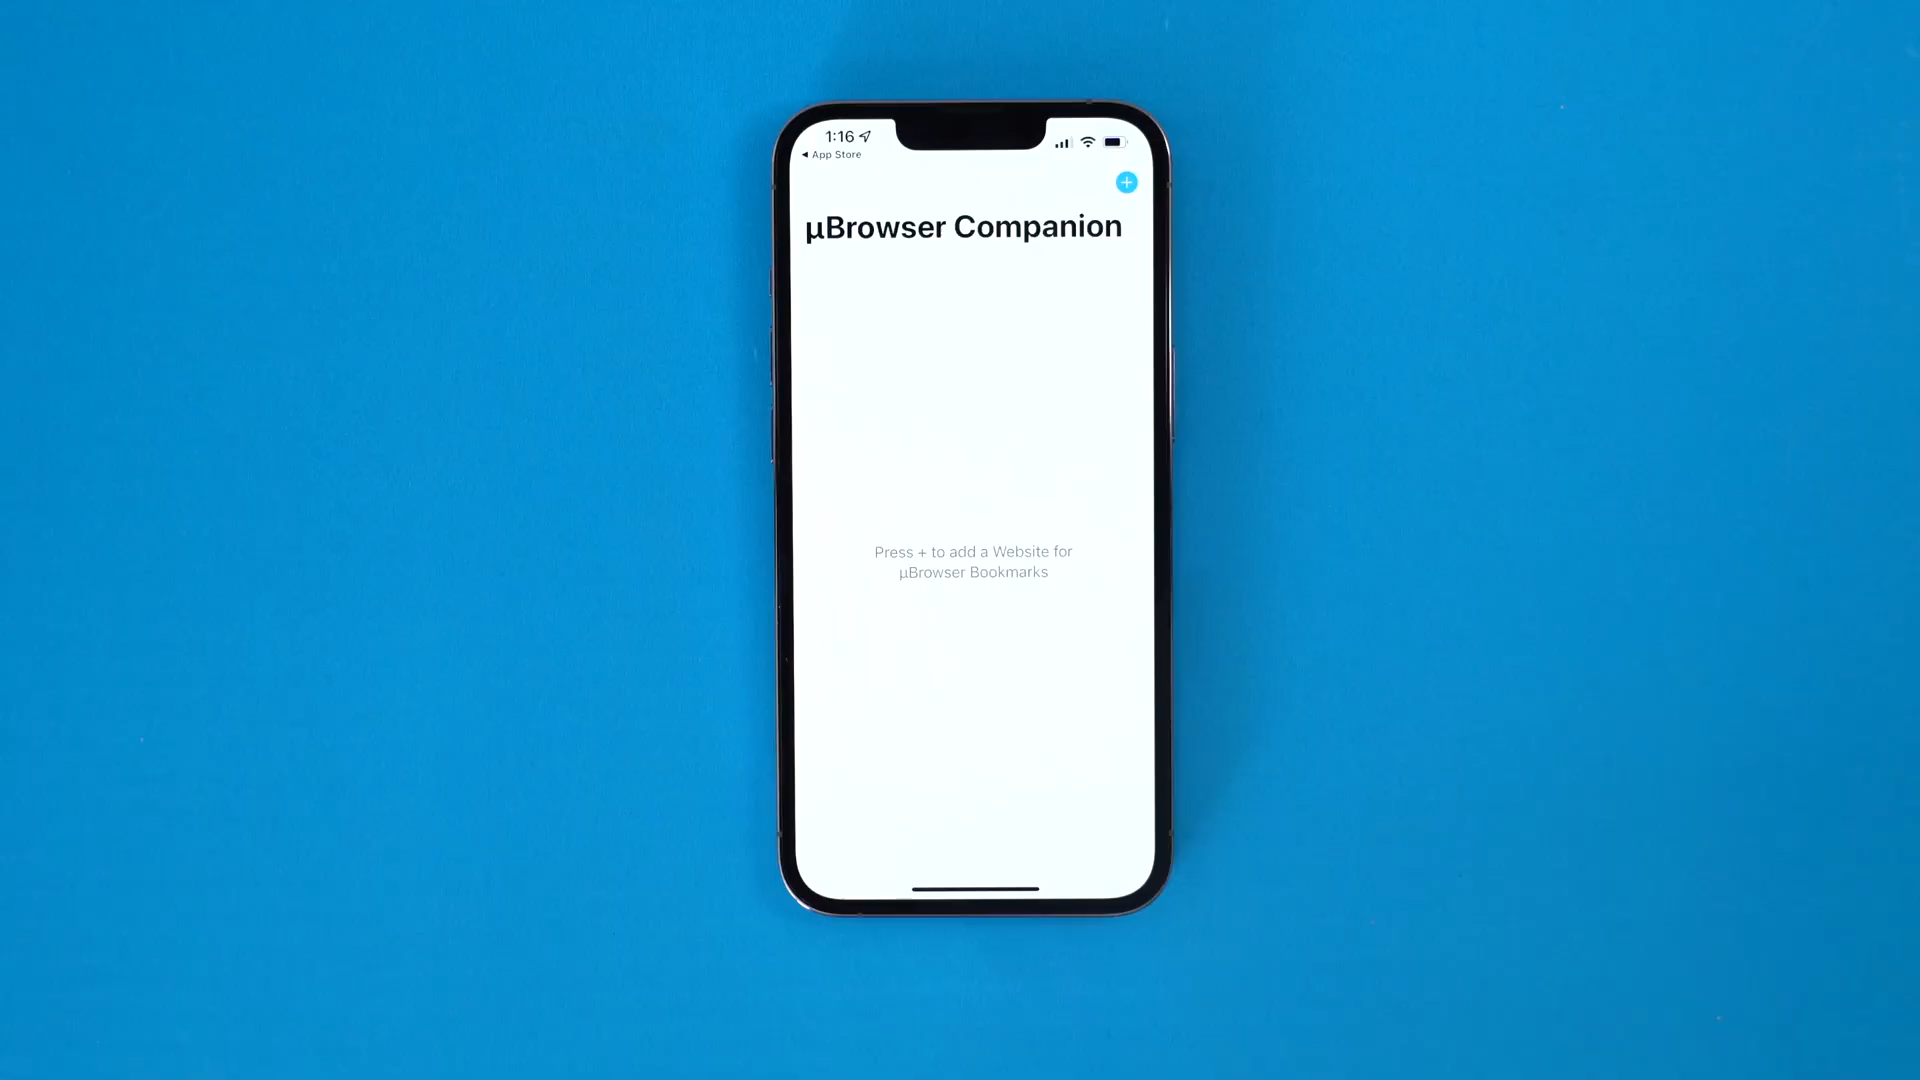 1:16
◀ App Store
µBrowser Companion
Press + to add a Website for
µBrowser Bookmarks